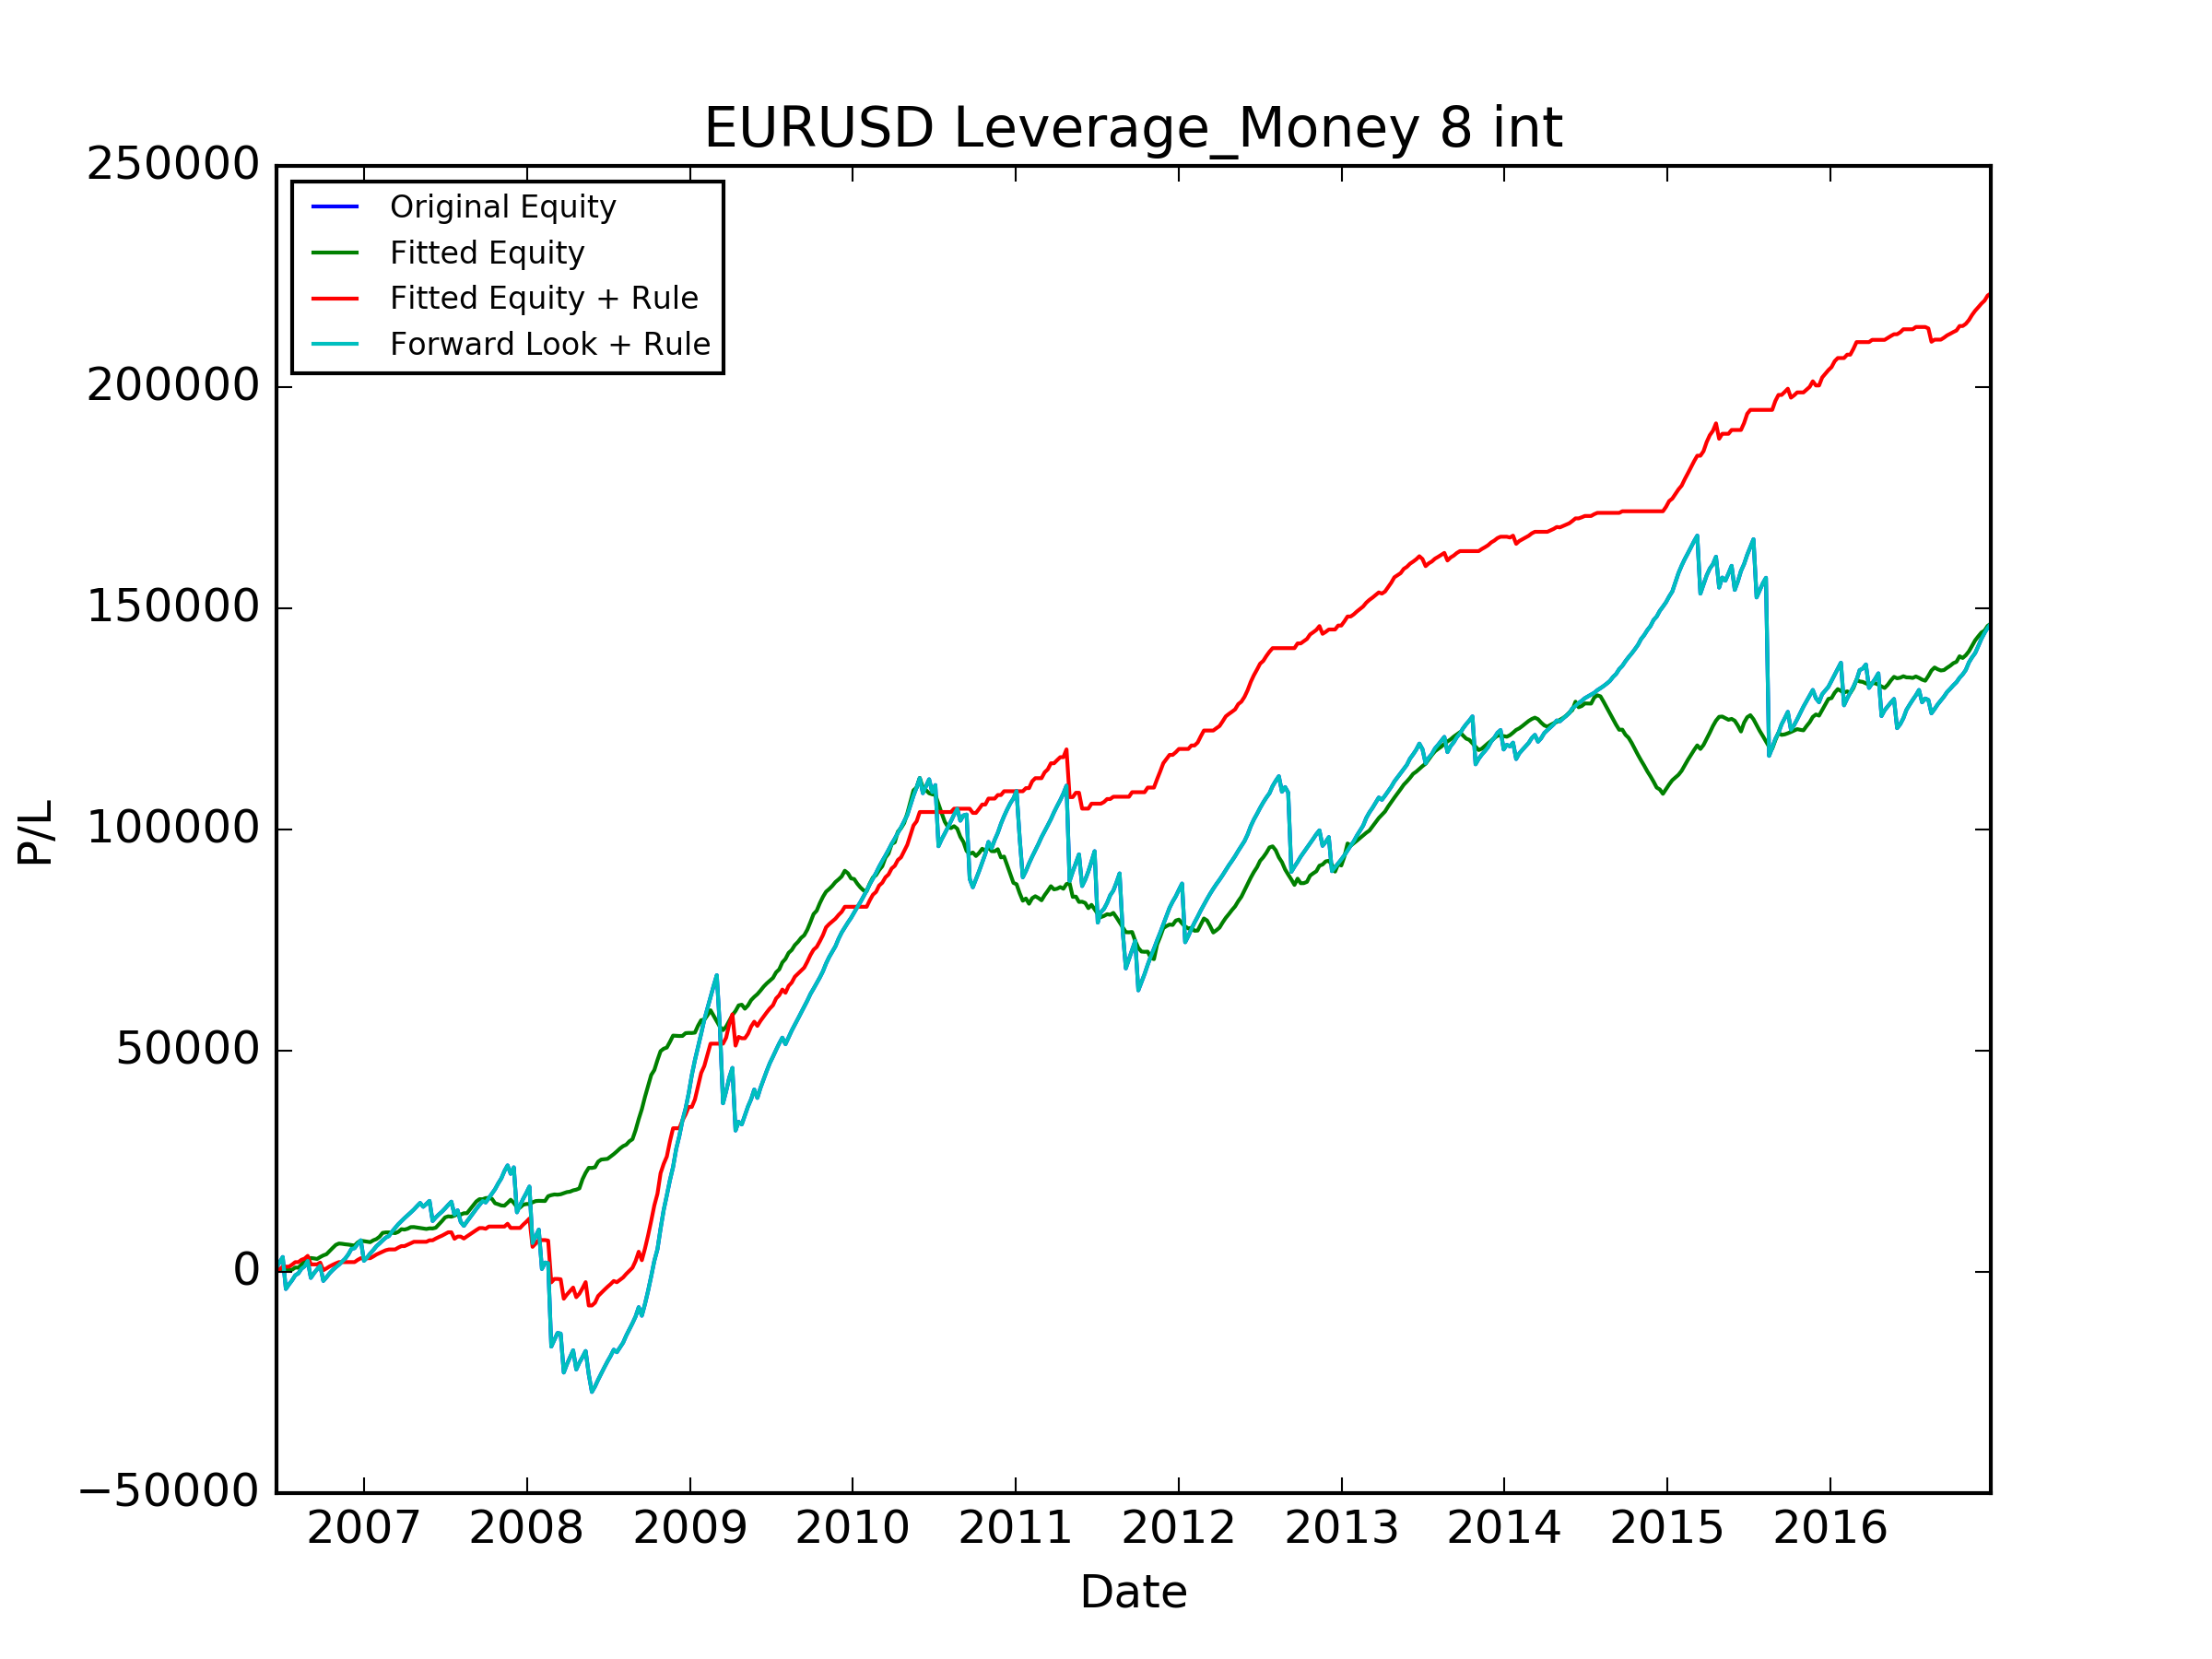 EURUSD Leverage_Money 8 int
250000
200000
150000
100000
50000
0
−50000
P/L
Original Equity
Fitted Equity
Fitted Equity + Rule
Forward Look + Rule
2007 2008 2009 2010 2011 2012 2013 2014 2015 2016
Date